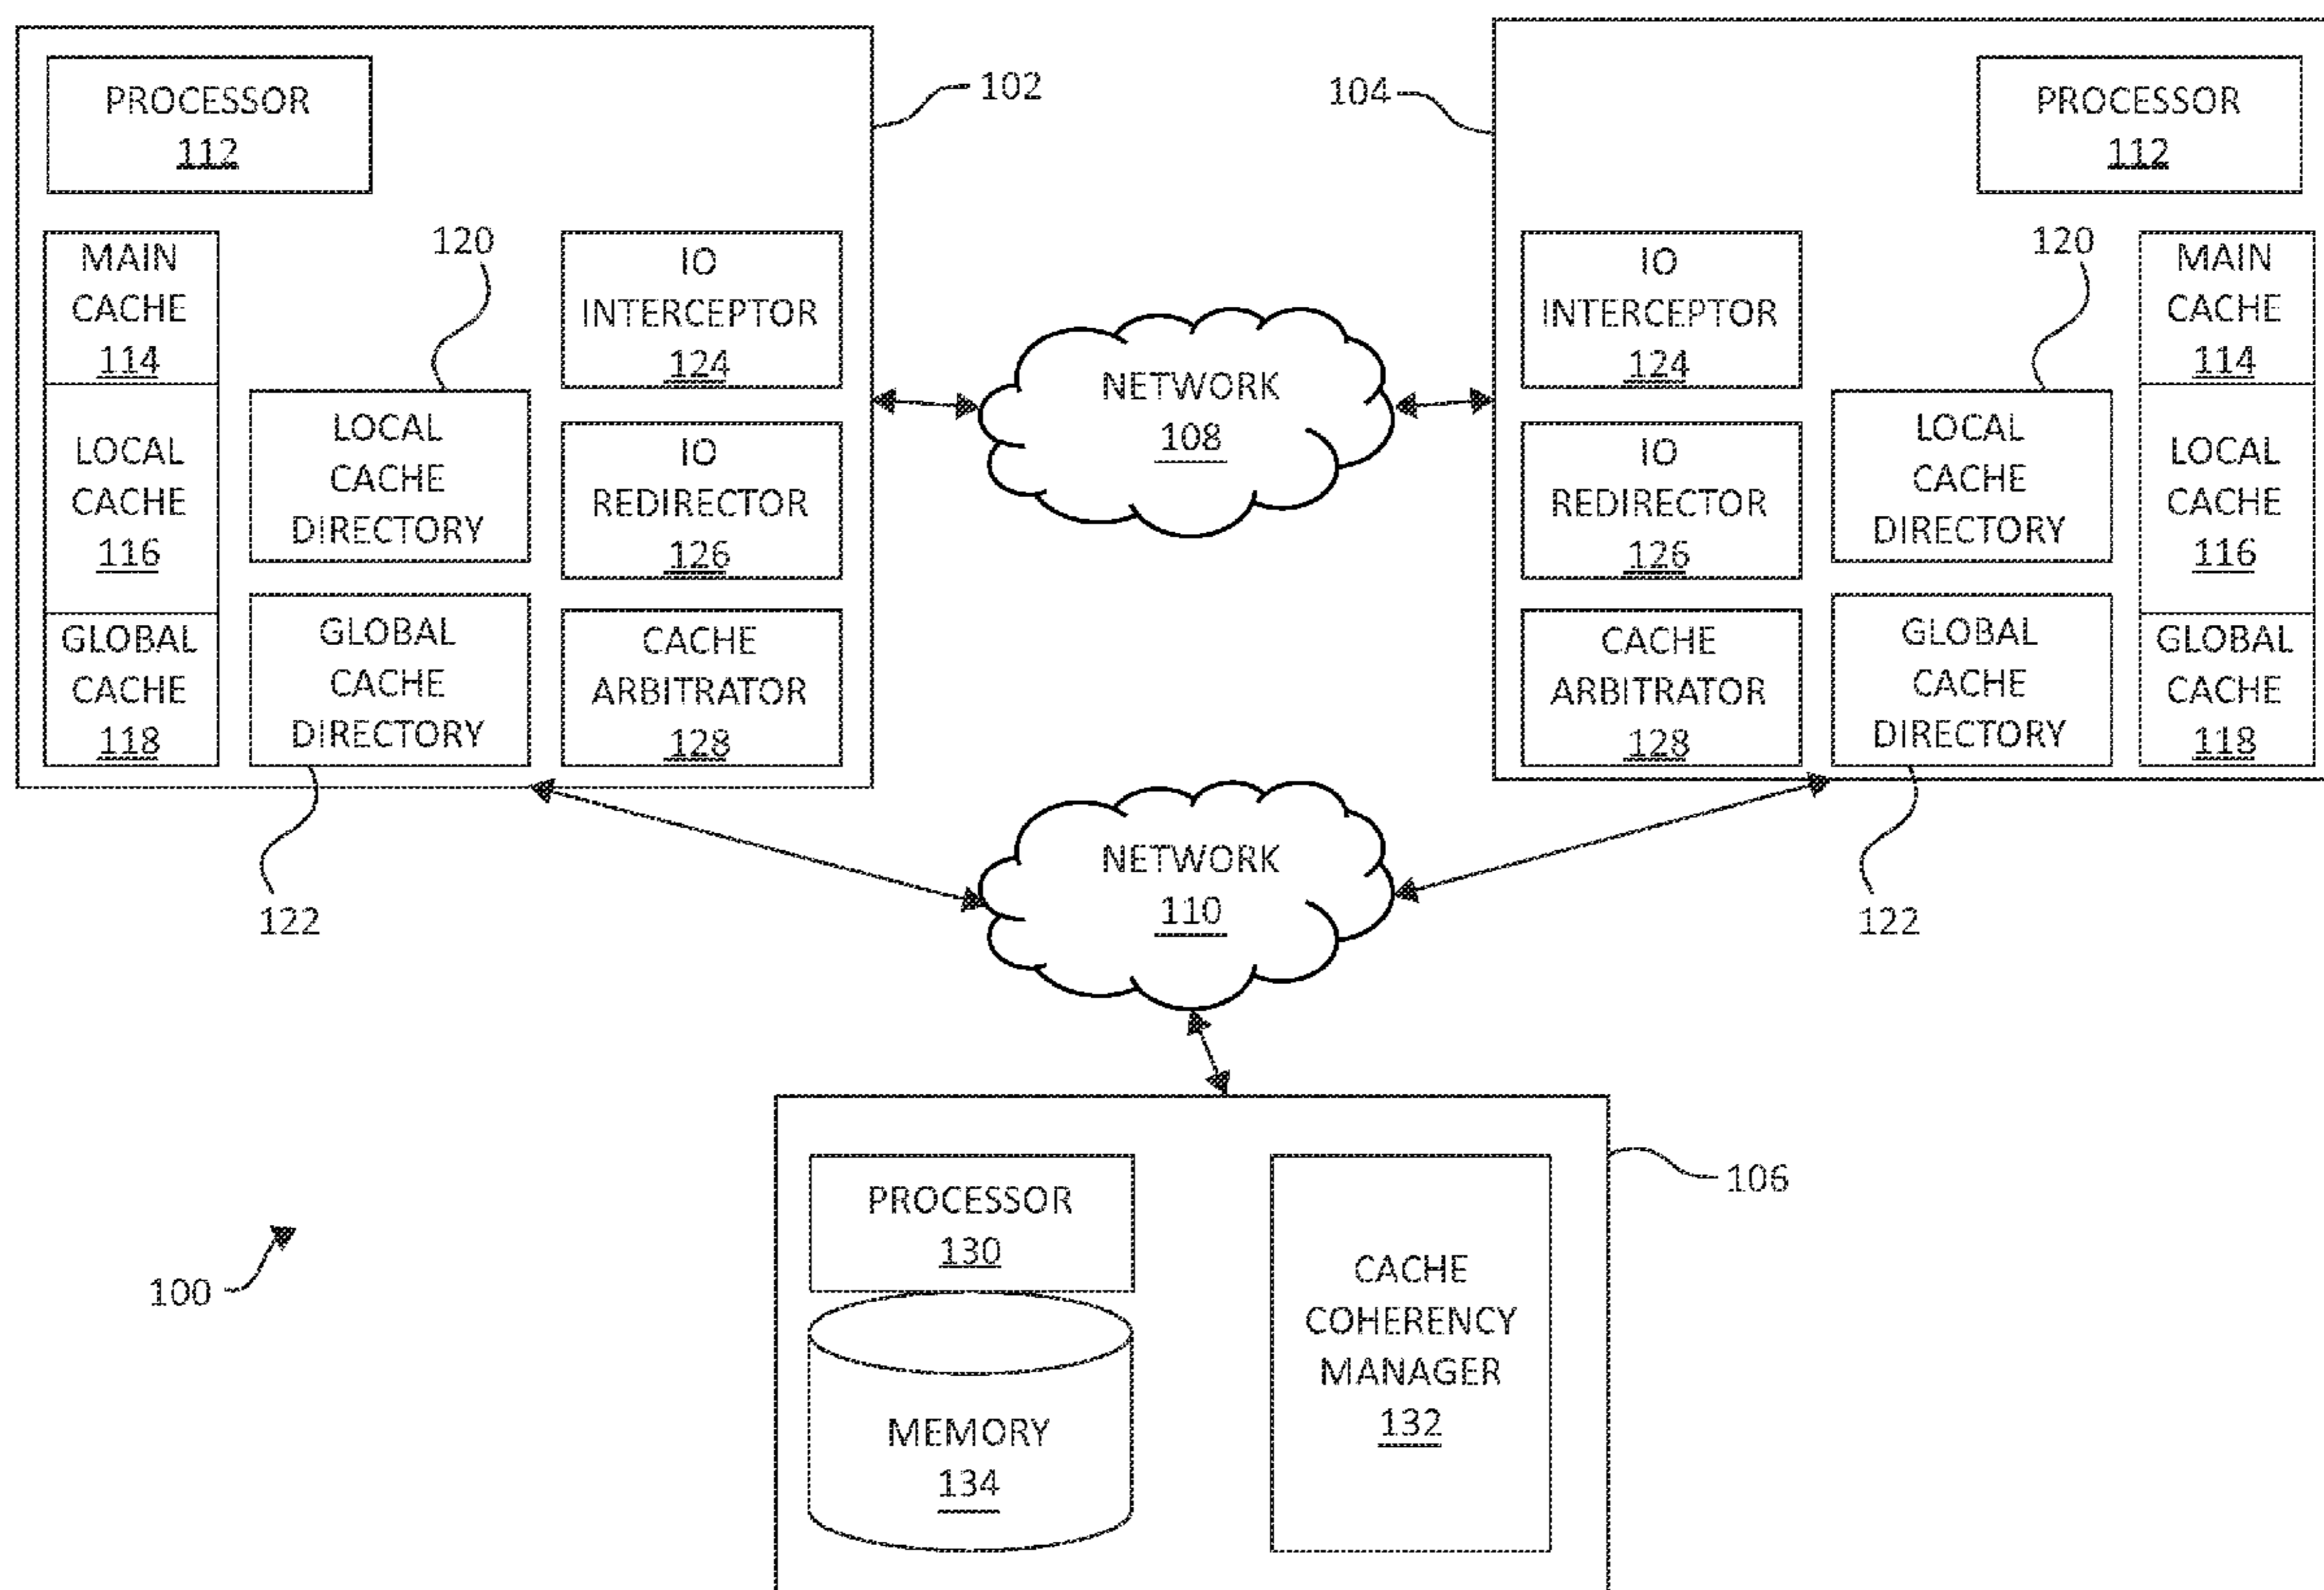 PROCESSOR
112
MAIN
CACHE
114
LOCAL
CACHE
116
GLOBAL
CACHE
118
120
LOCAL
CACHE
DIRECTORY
GLOBAL
CACHE
DIRECTORY
122
IO
INTERCEPTOR
124
IO
REDIRECTOR
126
CACHE
ARBITRATOR
128
102
NETWORK
108
NETWORK
110
104
PROCESSOR
112
IO
INTERCEPTOR
124
IO
REDIRECTOR
126
CACHE
ARBITRATOR
128
120
LOCAL
CACHE
DIRECTORY
GLOBAL
CACHE
DIRECTORY
122
MAIN
CACHE
114
LOCAL
CACHE
116
GLOBAL
CACHE
118
100
PROCESSOR
130
MEMORY
134
CACHE
COHERENCY
MANAGER
132
106